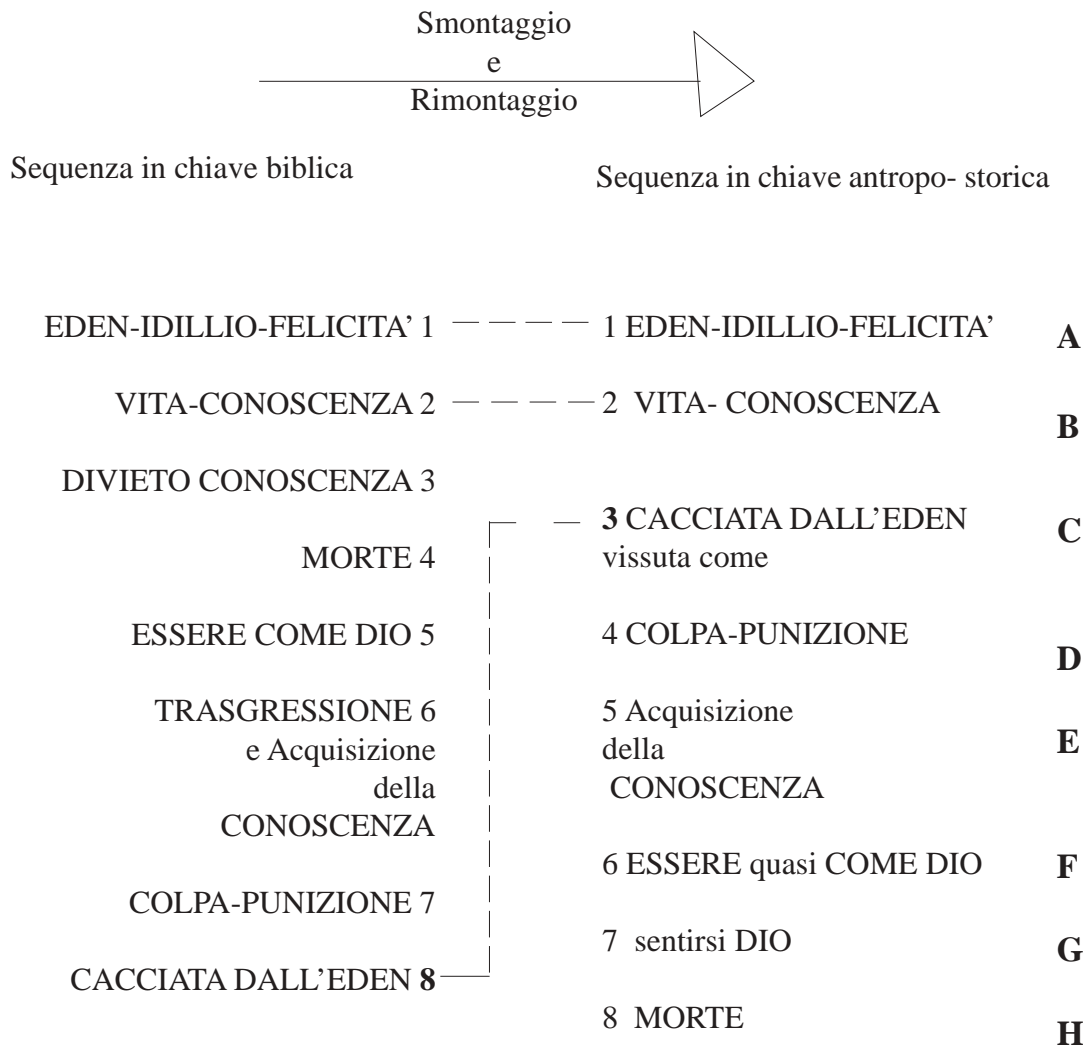 Smontaggio
e
Rimontaggio
Sequenza in chiave biblica
Sequenza in chiave antropo- storica
EDEN-IDILLIO-FELICITA’ 1
1 EDEN-IDILLIO-FELICITA’
A
VITA-CONOSCENZA 2
2 VITA- CONOSCENZA
B
DIVIETO CONOSCENZA 3
3 CACCIATA DALL’EDEN
vissuta come
C
MORTE 4
ESSERE COME DIO 5
4 COLPA-PUNIZIONE
D
TRASGRESSIONE 6
e Acquisizione
della
CONOSCENZA
5 Acquisizione
della
CONOSCENZA
E
6 ESSERE quasi COME DIO
F
COLPA-PUNIZIONE 7
7 sentirsi DIO
G
CACCIATA DALL’EDEN 8
8 MORTE
H